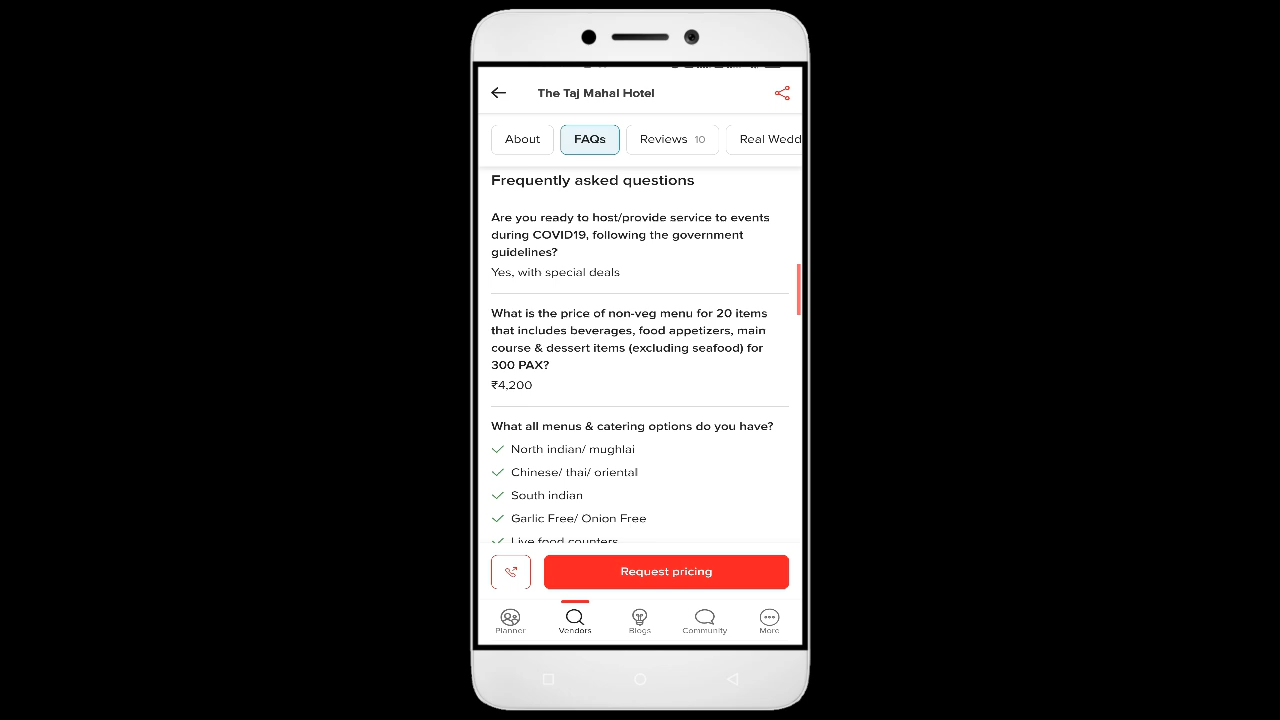 The Taj Mahal Hotel
About FAQs Reviews 10 Real Wedd
Frequently asked questions
Are you ready to host/provide service to events
during COVID19, following the government
guidelines?
Yes, with special deals
What is the price of non-veg menu for 20 items
that includes beverages, food appetizers, main
course & dessert items (excluding seafood) for
300 PAX?
₹4,200
What all menus & catering options do you have?
North indian/ mughlai
Chinese/ thai/ oriental
South indian
Garlic Free/ Onion Free
Live food counters
Request pricing
Planner Vendors Blogs Community More